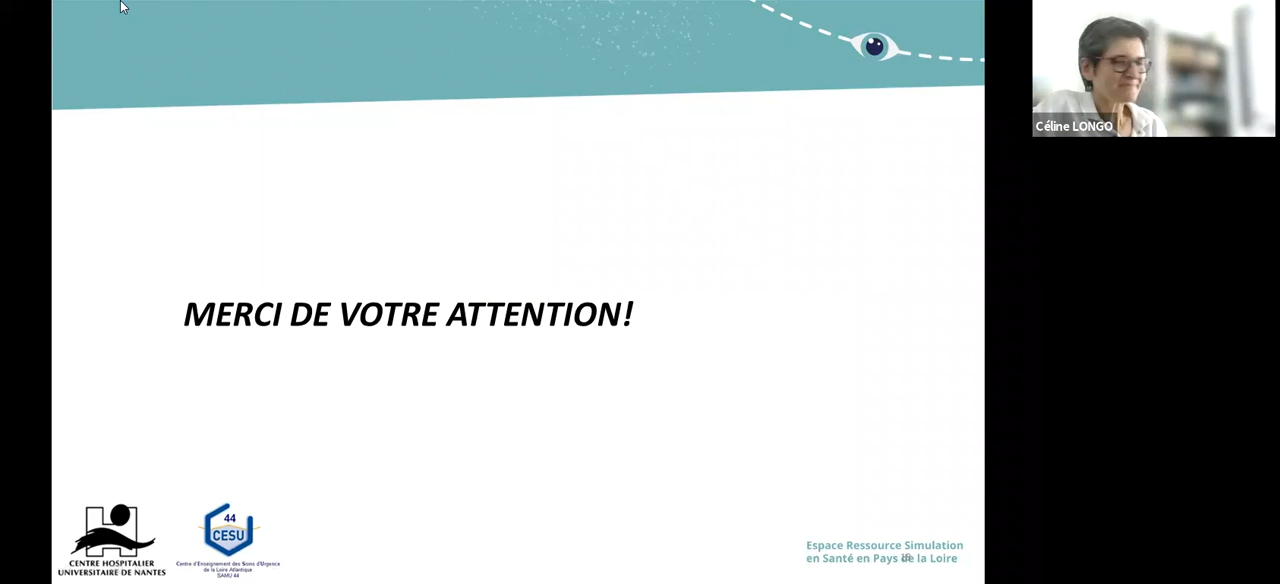 Céline LONGO
MERCI DE VOTRE ATTENTION!
44
CESU
CENTRE HOSPITALIER
UNIVERSITAIRE DE NANTES
Centre d'Enseignement des Soins d'Urgence
de la Loire Atlantique
SAMU 44
Espace Ressource Simulation
en Santé en Pays de la Loire